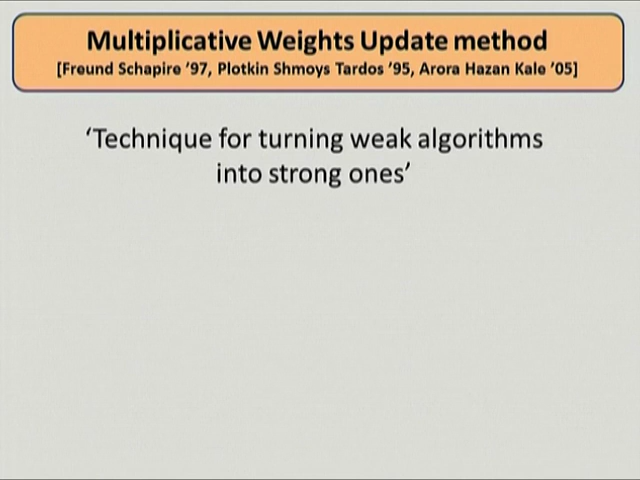 Multiplicative Weights Update method
[Freund Schapire ’97, Plotkin Shmoys Tardos ’95, Arora Hazan Kale ’05]
‘Technique for turning weak algorithms
into strong ones’